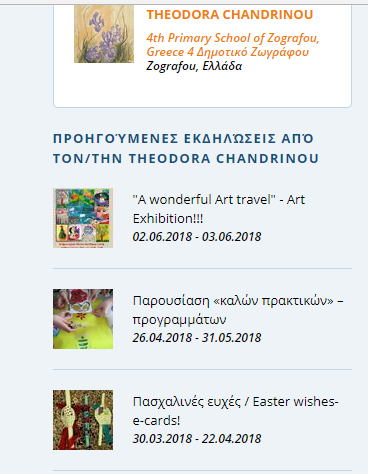 THEODORA CHANDRINOU
4th Primary School of Zografou,
Greece 4 Δημοτικό Ζωγράφου
Zografou, Ελλάδα
ΠΡΟΗΓΟΎΜΕΝΕΣ ΕΚΔΗΛΏΣΕΙΣ ΑΠΌ
ΤΟΝ/ΤΗΝ THEODORA CHANDRINOU
"A wonderful Art travel" - Art
Exhibition!!!
02.06.2018 - 03.06.2018
Παρουσίαση «καλών πρακτικών» –
προγραμμάτων
26.04.2018 - 31.05.2018
Πασχαλινές ευχές / Easter wishes-
e-cards!
30.03.2018 - 22.04.2018